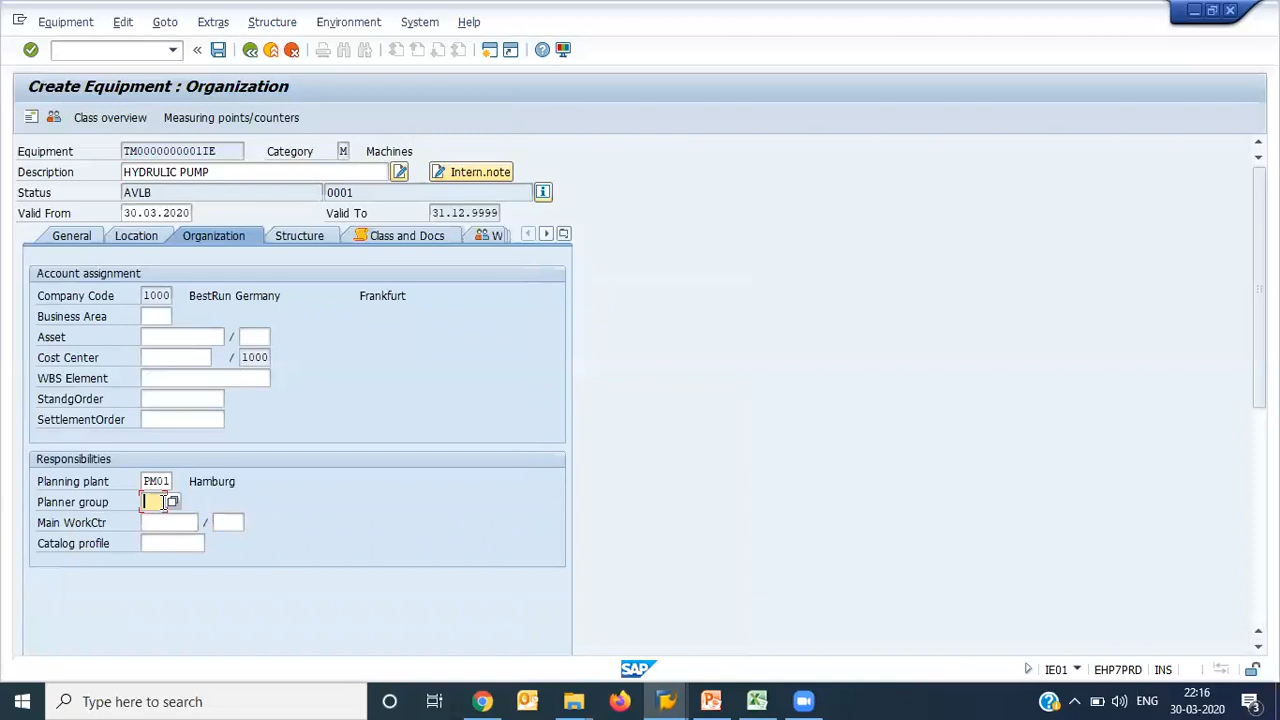 Equipment Edit Goto Extras Structure Environment System Help
Create Equipment : Organization
Class overview Measuring points/counters
Equipment TM0000000001IE Category M Machines
Description HYDRULIC PUMP Intern.note
Status AVLB 0001
Valid From 30.03.2020 Valid To 31.12.9999
General Location Organization Structure Class and Docs W
Account assignment
Company Code 1000 BestRun Germany Frankfurt
Business Area
Asset /
Cost Center / 1000
WBS Element
StandgOrder
SettlementOrder
Responsibilities
Planning plant PM01 Hamburg
Planner group
Main WorkCtr /
Catalog profile
SAP IE01 EHP7PRD INS
Type here to search ENG 22:16
30-03-2020 3